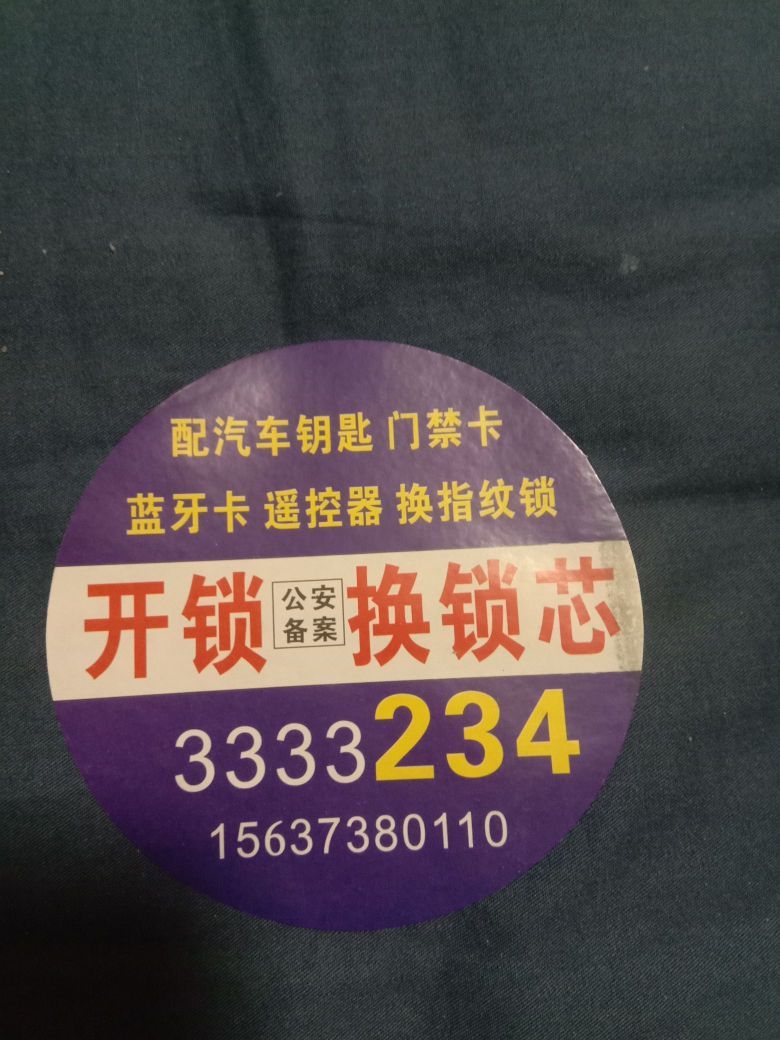 配汽车钥匙 门禁卡
蓝牙卡 遥控器 换指纹锁
开锁 公安备案 换锁芯
3333234
15637380110